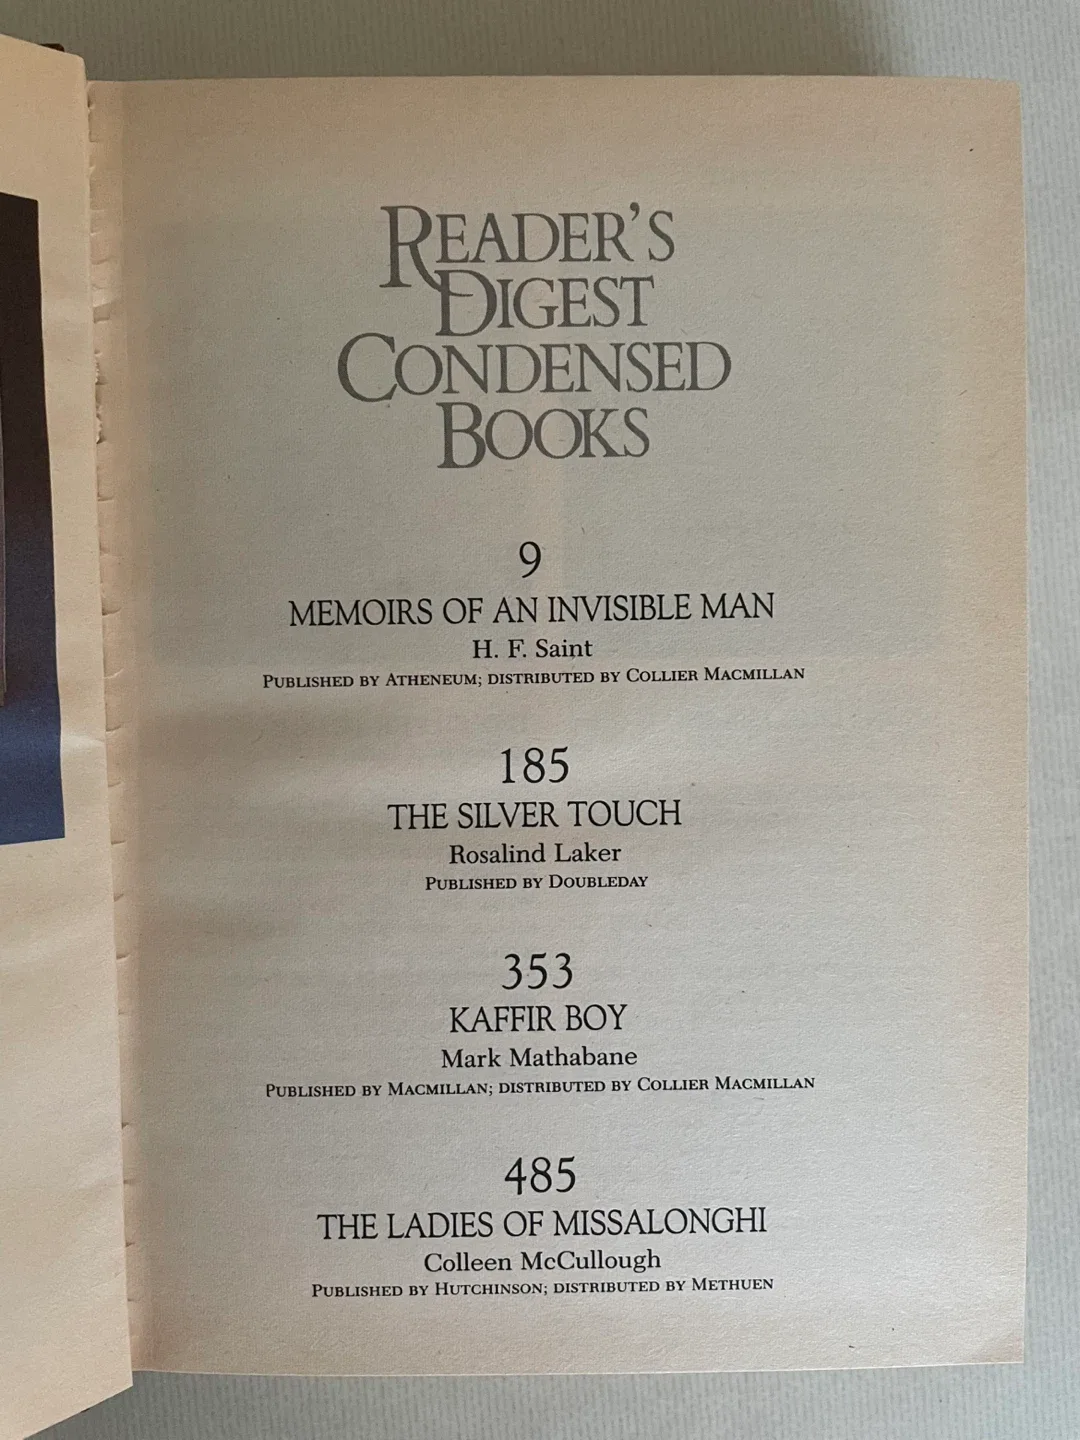 READER'S
DIGEST
CONDENSED
BOOKS
9
MEMOIRS OF AN INVISIBLE MAN
H. F. Saint
PUBLISHED BY ATHENEUM; DISTRIBUTED BY COLLIER MACMILLAN
185
THE SILVER TOUCH
Rosalind Laker
PUBLISHED BY DOUBLEDAY
353
KAFFIR BOY
Mark Mathabane
PUBLISHED BY MACMILLAN; DISTRIBUTED BY COLLIER MACMILLAN
485
THE LADIES OF MISSALONGHI
Colleen McCullough
PUBLISHED BY HUTCHINSON; DISTRIBUTED BY METHUEN